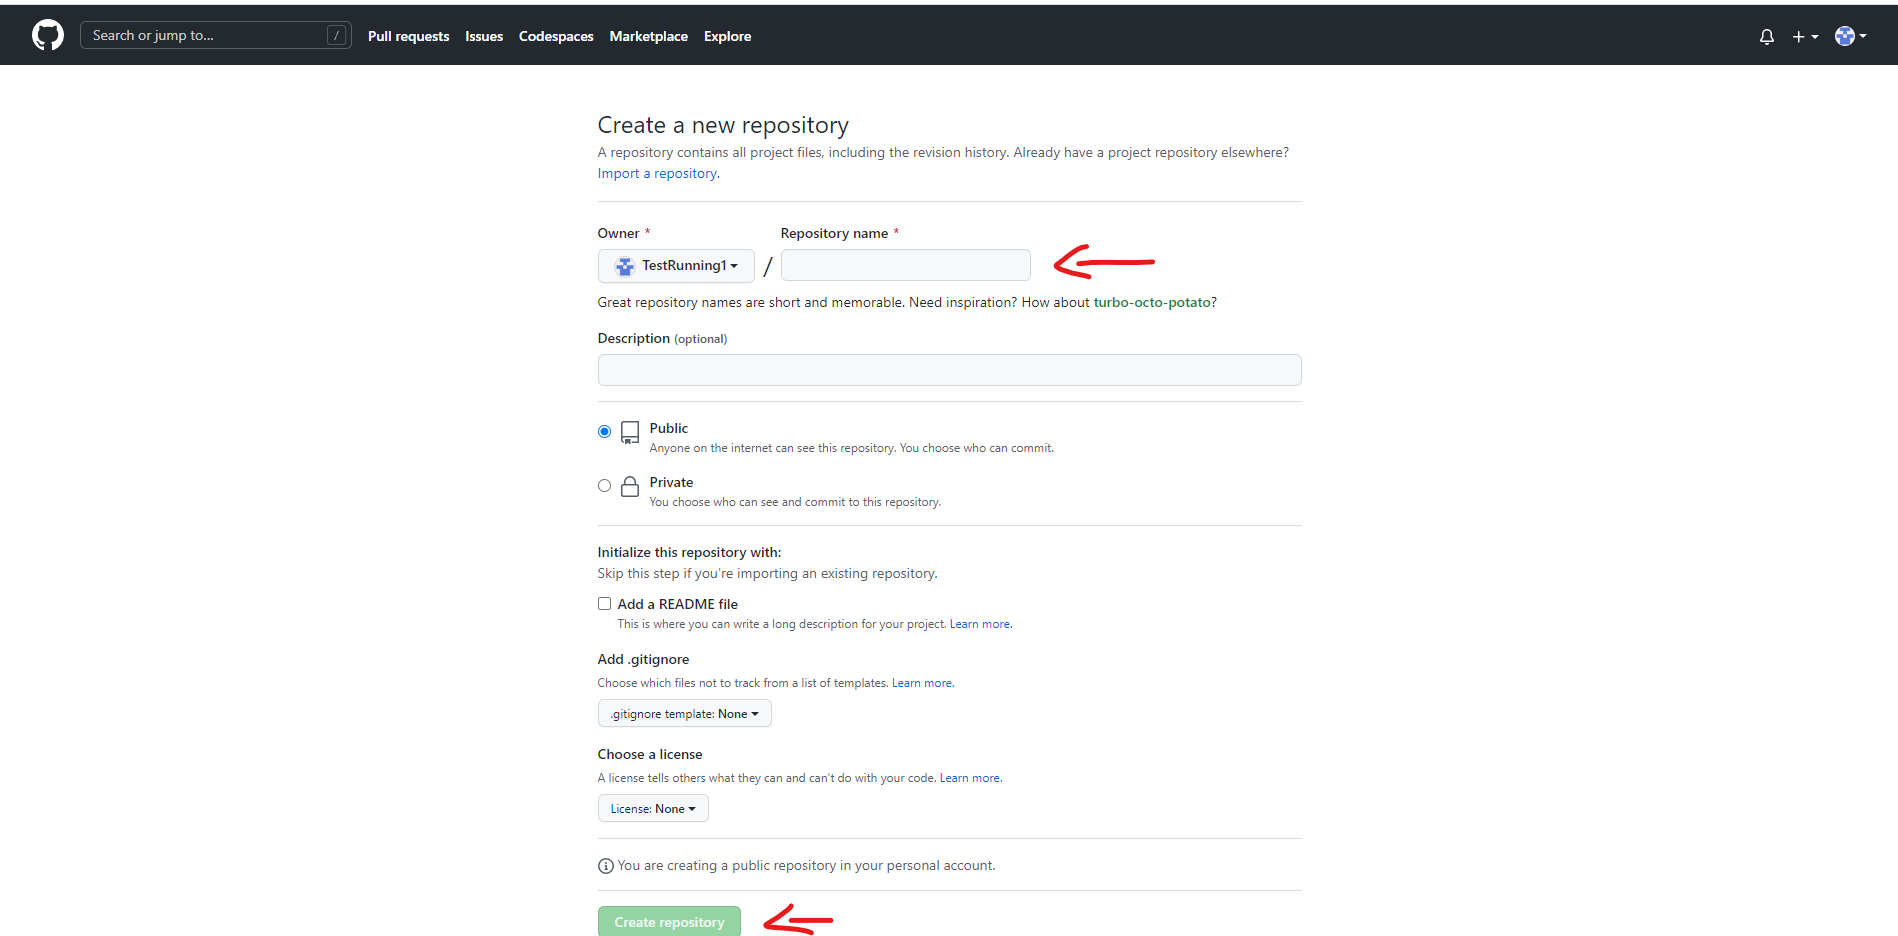 Search or jump to... / Pull requests Issues Codespaces Marketplace Explore
Create a new repository
A repository contains all project files, including the revision history. Already have a project repository elsewhere?
Import a repository.
Owner * Repository name *
TestRunning1 /
Great repository names are short and memorable. Need inspiration? How about turbo-octo-potato?
Description (optional)
Public
Anyone on the internet can see this repository. You choose who can commit.
Private
You choose who can see and commit to this repository.
Initialize this repository with:
Skip this step if you're importing an existing repository.
Add a README file
This is where you can write a long description for your project. Learn more.
Add .gitignore
Choose which files not to track from a list of templates. Learn more.
.gitignore template: None
Choose a license
A license tells others what they can and can't do with your code. Learn more.
License: None
You are creating a public repository in your personal account.
Create repository